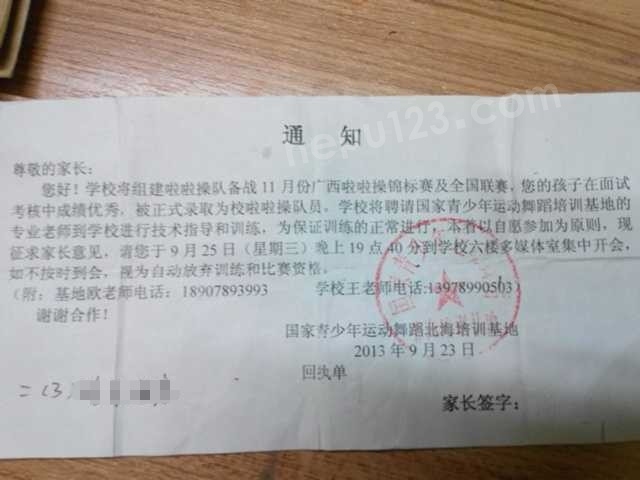 hepu123.com
通 知
尊敬的家长:
您好！学校将组建啦啦操队备战11月份广西啦啦操锦标赛及全国联赛，您的孩子在面试
考核中成绩优秀，被正式录取为校啦啦操队员。学校将聘请国家青少年运动舞蹈培训基地的
专业老师到学校进行技术指导和训练，为保证训练的正常进行，本着以自愿参加为原则，现
征求家长意见，请您于9月25日（星期三）晚上19点40分到学校六楼多媒体室集中开会，
如不按时到会，视为自动放弃训练和比赛资格。
(附：基地欧老师电话：18907893993 学校王老师电话:13978990503)
谢谢合作！
国家青少年运动舞蹈北海培训基地
2013年9月23日
回执单
二(3)
家长签字：